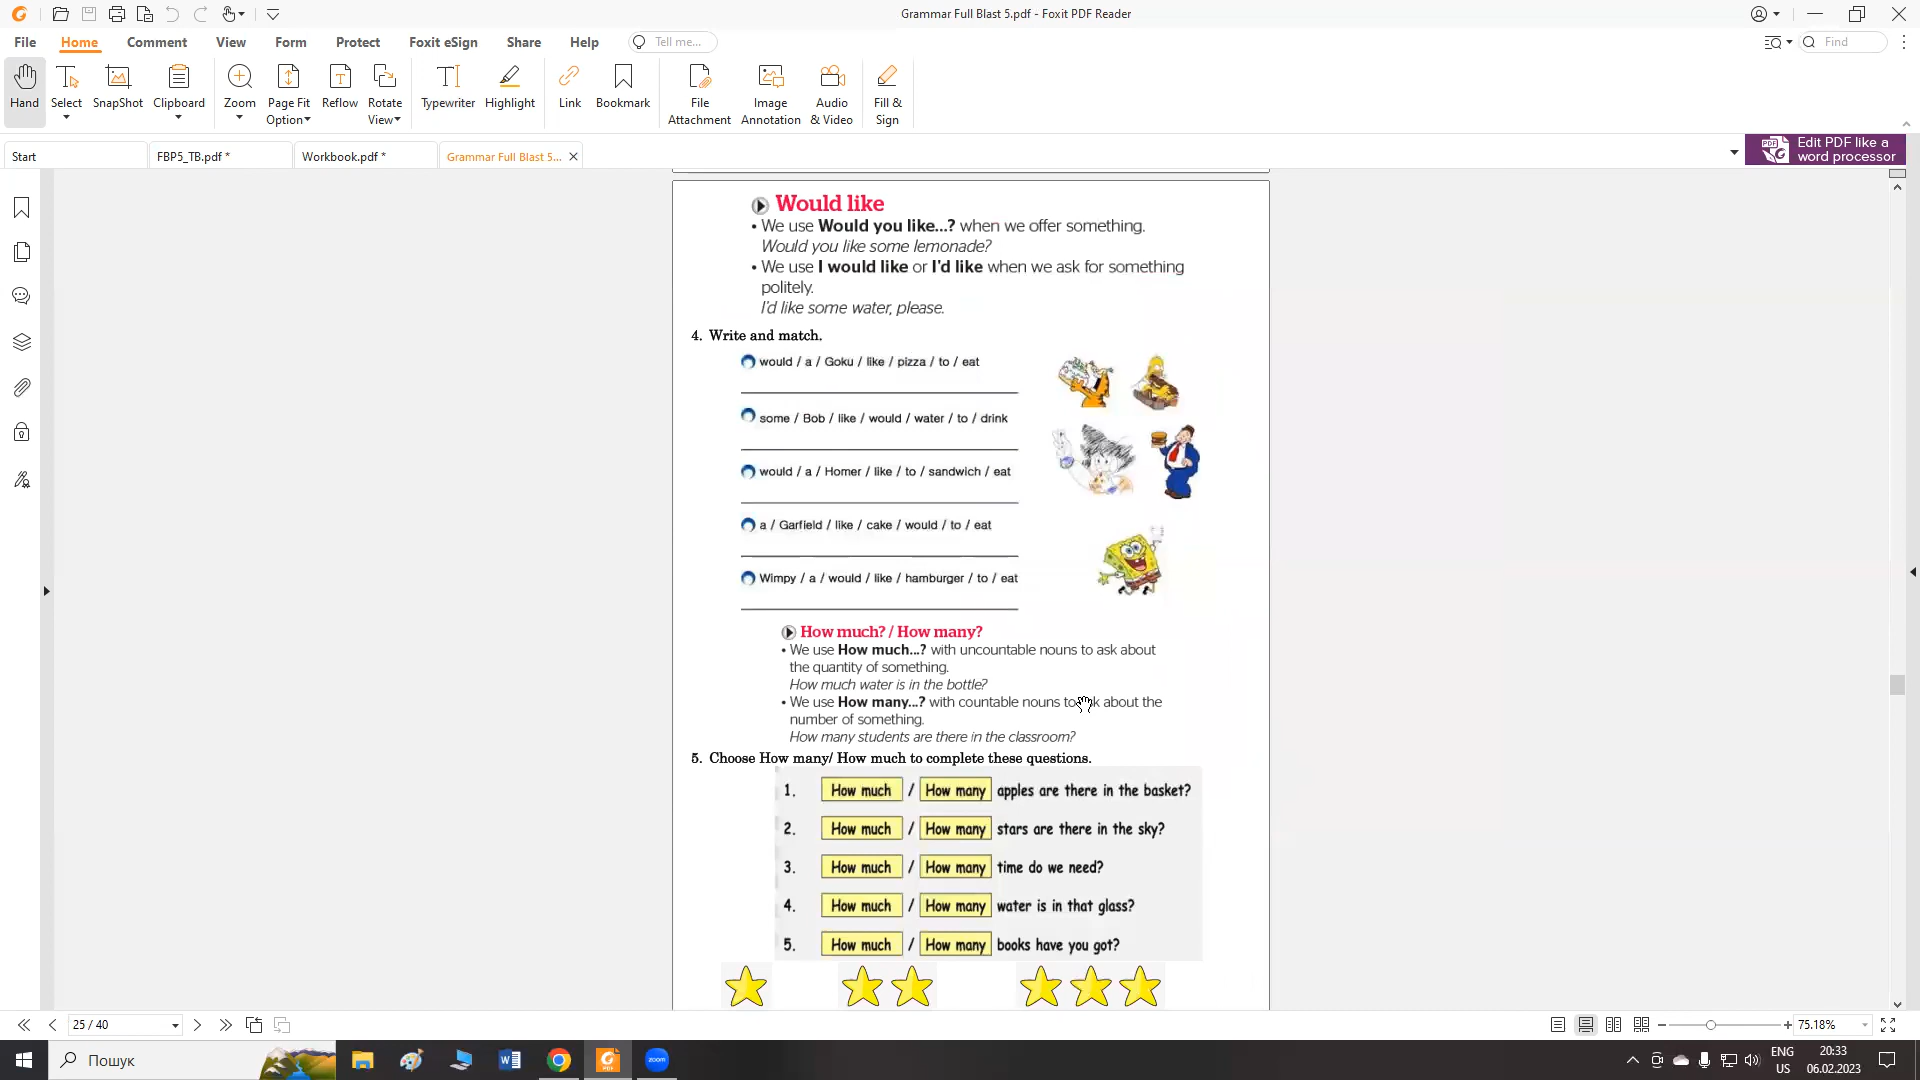 Grammar Full Blast 5.pdf - Foxit PDF Reader
File Home Comment View Form Protect Foxit eSign Share Help Tell me... Find
Hand Select SnapShot Clipboard Zoom Page Fit Option Reflow Rotate View Typewriter Highlight Link Bookmark File Attachment Image Annotation Audio & Video Fill & Sign
Start FBP5_TB.pdf * Workbook.pdf * Grammar Full Blast 5... Edit PDF like a
word processor
Would like
• We use Would you like...? when we offer something.
Would you like some lemonade?
• We use I would like or I'd like when we ask for something
politely.
I'd like some water, please.
4. Write and match.
would / a / Goku / like / pizza / to / eat
some / Bob / like / would / water / to / drink
would / a / Homer / like / to / sandwich / eat
a / Garfield / like / cake / would / to / eat
Wimpy / a / would / like / hamburger / to / eat
How much? / How many?
• We use How much...? with uncountable nouns to ask about
the quantity of something.
How much water is in the bottle?
• We use How many...? with countable nouns to ask about the
number of something.
How many students are there in the classroom?
5. Choose How many/ How much to complete these questions.
1. How much / How many apples are there in the basket?
2. How much / How many stars are there in the sky?
3. How much / How many time do we need?
4. How much / How many water is in that glass?
5. How much / How many books have you got?
25 / 40 75.18%
Пошук zoom ENG 20:33
US 06.02.2023